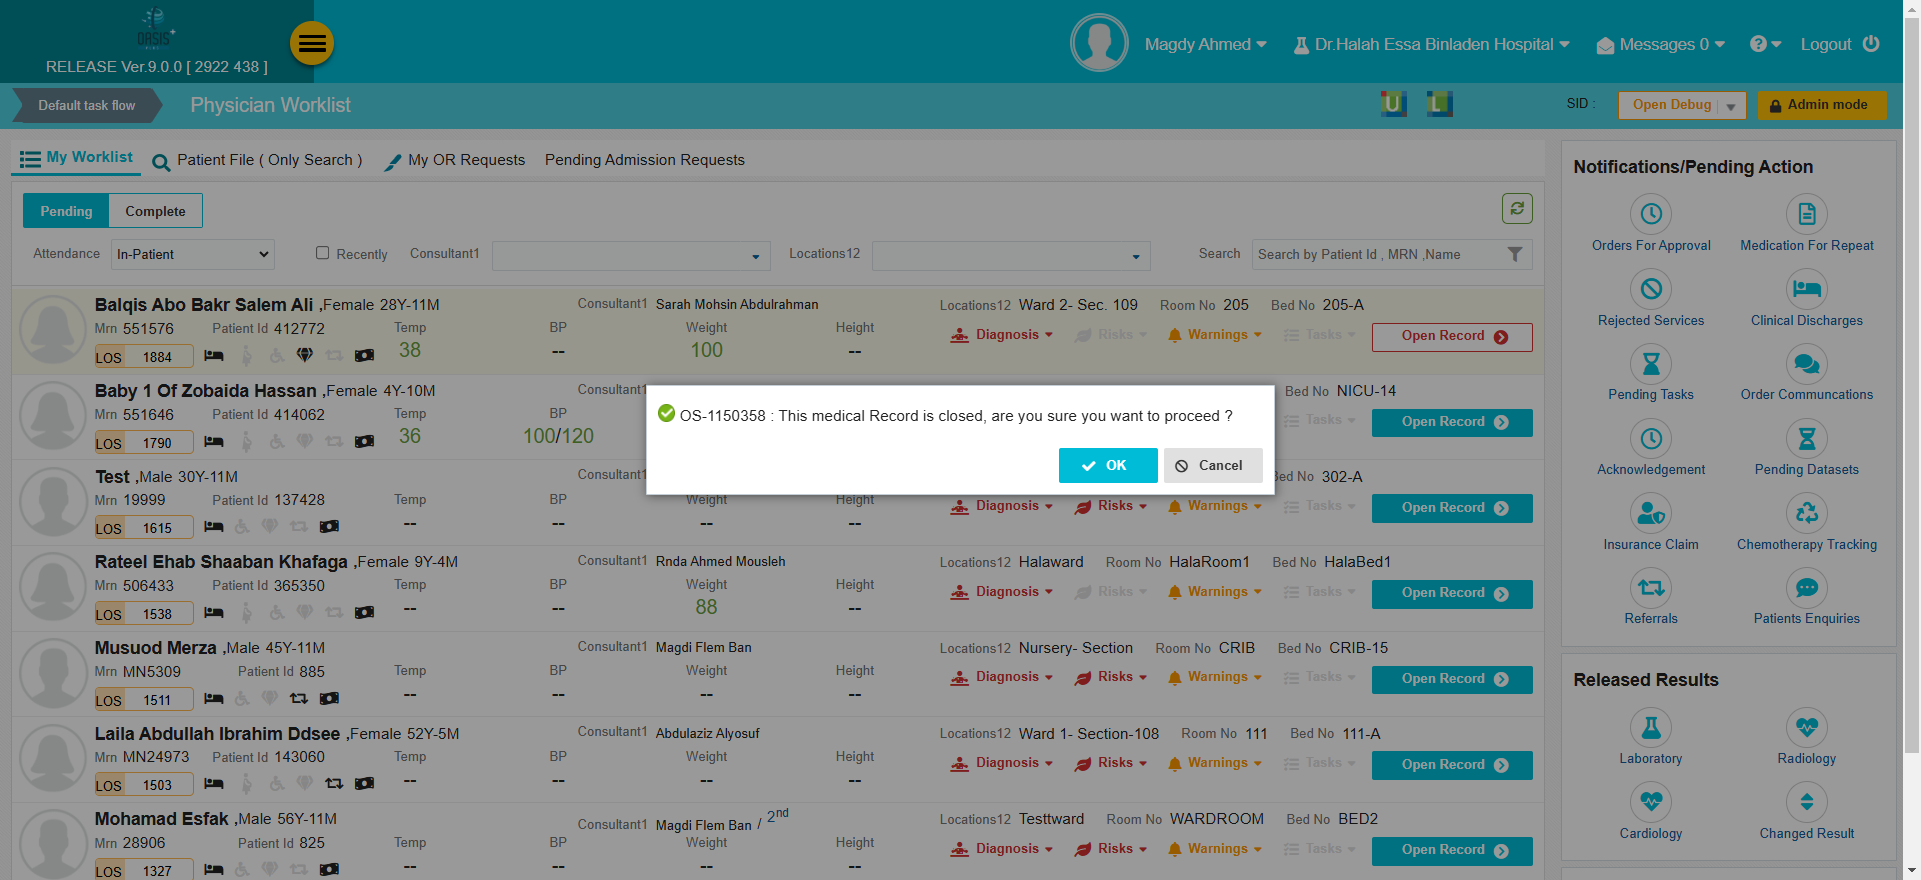 OASIS+
RELEASE Ver.9.0.0 [ 2922 438 ]
Magdy Ahmed
Dr.Halah Essa Binladen Hospital
Messages 0
Logout
Default task flow
Physician Worklist
U
L
SID :
Open Debug
Admin mode
My Worklist
Patient File ( Only Search )
My OR Requests
Pending Admission Requests
Pending
Complete
Attendance In-Patient Recently Consultant1 Locations12 Search Search by Patient Id , MRN ,Name
Balqis Abo Bakr Salem Ali ,Female 28Y-11M Consultant1 Sarah Mohsin Abdulrahman Locations12 Ward 2- Sec. 109 Room No 205 Bed No 205-A
Mrn 551576 Patient Id 412772 Temp BP Weight Height Diagnosis Risks Warnings Tasks Open Record
LOS 1884 38 -- 100 --
Baby 1 Of Zobaida Hassan ,Female 4Y-10M Consultant1 Bed No NICU-14
Mrn 551646 Patient Id 414062 Temp BP Tasks Open Record
LOS 1790 36 100/120
OS-1150358 : This medical Record is closed, are you sure you want to proceed ?
OK
Cancel
Test ,Male 30Y-11M Consultant1 Bed No 302-A
Mrn 19999 Patient Id 137428 Temp BP Weight Height Diagnosis Risks Warnings Tasks Open Record
LOS 1615 -- -- -- --
Rateel Ehab Shaaban Khafaga ,Female 9Y-4M Consultant1 Rnda Ahmed Mousleh Locations12 Halaward Room No HalaRoom1 Bed No HalaBed1
Mrn 506433 Patient Id 365350 Temp BP Weight Height Diagnosis Risks Warnings Tasks Open Record
LOS 1538 -- -- 88 --
Musuod Merza ,Male 45Y-11M Consultant1 Magdi Flem Ban Locations12 Nursery- Section Room No CRIB Bed No CRIB-15
Mrn MN5309 Patient Id 885 Temp BP Weight Height Diagnosis Risks Warnings Tasks Open Record
LOS 1511 -- -- -- --
Laila Abdullah Ibrahim Ddsee ,Female 52Y-5M Consultant1 Abdulaziz Alyosuf Locations12 Ward 1- Section-108 Room No 111 Bed No 111-A
Mrn MN24973 Patient Id 143060 Temp BP Weight Height Diagnosis Risks Warnings Tasks Open Record
LOS 1503 -- -- -- --
Mohamad Esfak ,Male 56Y-11M Consultant1 Magdi Flem Ban / 2nd Locations12 Testtward Room No WARDROOM Bed No BED2
Mrn 28906 Patient Id 825 Temp BP Weight Height Diagnosis Risks Warnings Tasks Open Record
LOS 1327 -- -- -- --
Notifications/Pending Action
Orders For Approval
Medication For Repeat
Rejected Services
Clinical Discharges
Pending Tasks
Order Communcations
Acknowledgement
Pending Datasets
Insurance Claim
Chemotherapy Tracking
Referrals
Patients Enquiries
Released Results
Laboratory
Radiology
Cardiology
Changed Result